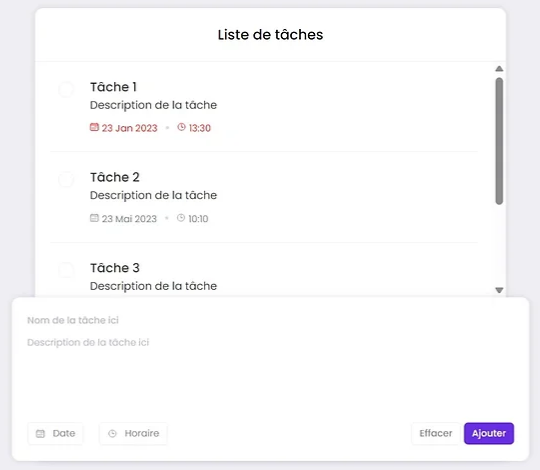 Liste de tâches
Tâche 1
Description de la tâche
23 Jan 2023 • 13:30
Tâche 2
Description de la tâche
23 Mai 2023 • 10:10
Tâche 3
Description de la tâche
Nom de la tâche ici
Description de la tâche ici
Date Horaire Effacer Ajouter